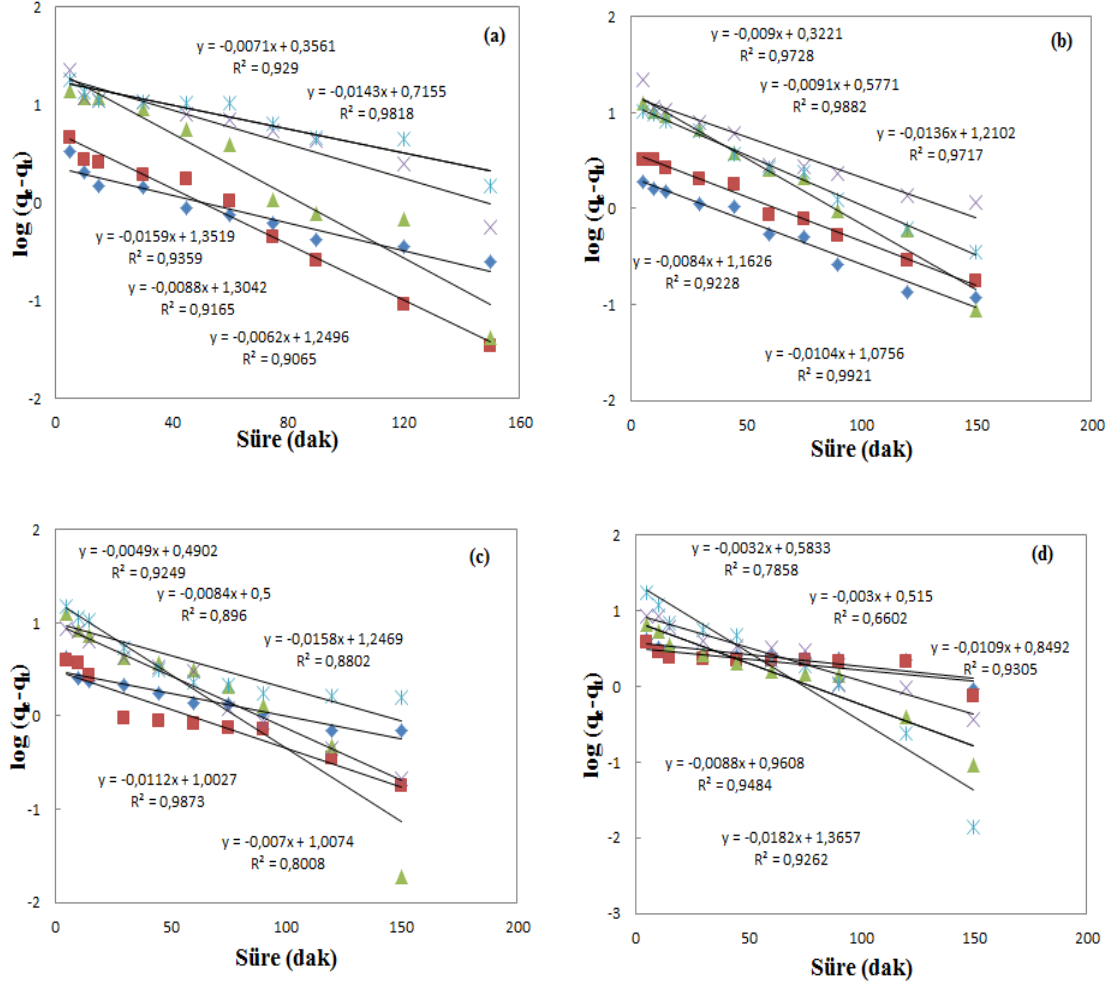 2
(a)
y = -0,0071x + 0,3561
R² = 0,929
y = -0,0143x + 0,7155
R² = 0,9818
1
log (qe-qt)
0
y = -0,0159x + 1,3519
R² = 0,9359
y = -0,0088x + 1,3042
R² = 0,9165
-1
y = -0,0062x + 1,2496
R² = 0,9065
-2
0 40 80 120 160
Süre (dak)
2
(b)
y = -0,009x + 0,3221
R² = 0,9728
y = -0,0091x + 0,5771
R² = 0,9882
1
y = -0,0136x + 1,2102
R² = 0,9717
log (qe-qt)
0
y = -0,0084x + 1,1626
R² = 0,9228
-1
y = -0,0104x + 1,0756
R² = 0,9921
-2
0 50 100 150 200
Süre (dak)
2
(c)
y = -0,0049x + 0,4902
R² = 0,9249
y = -0,0084x + 0,5
R² = 0,896
1
y = -0,0158x + 1,2469
R² = 0,8802
log (qe-qt)
0
y = -0,0112x + 1,0027
R² = 0,9873
-1
y = -0,007x + 1,0074
R² = 0,8008
-2
0 50 100 150 200
Süre (dak)
2
(d)
y = -0,0032x + 0,5833
R² = 0,7858
y = -0,003x + 0,515
R² = 0,6602
1
y = -0,0109x + 0,8492
R² = 0,9305
log (qe-qt)
0
y = -0,0088x + 0,9608
R² = 0,9484
-1
y = -0,0182x + 1,3657
R² = 0,9262
-2
-3
0 50 100 150 200
Süre (dak)